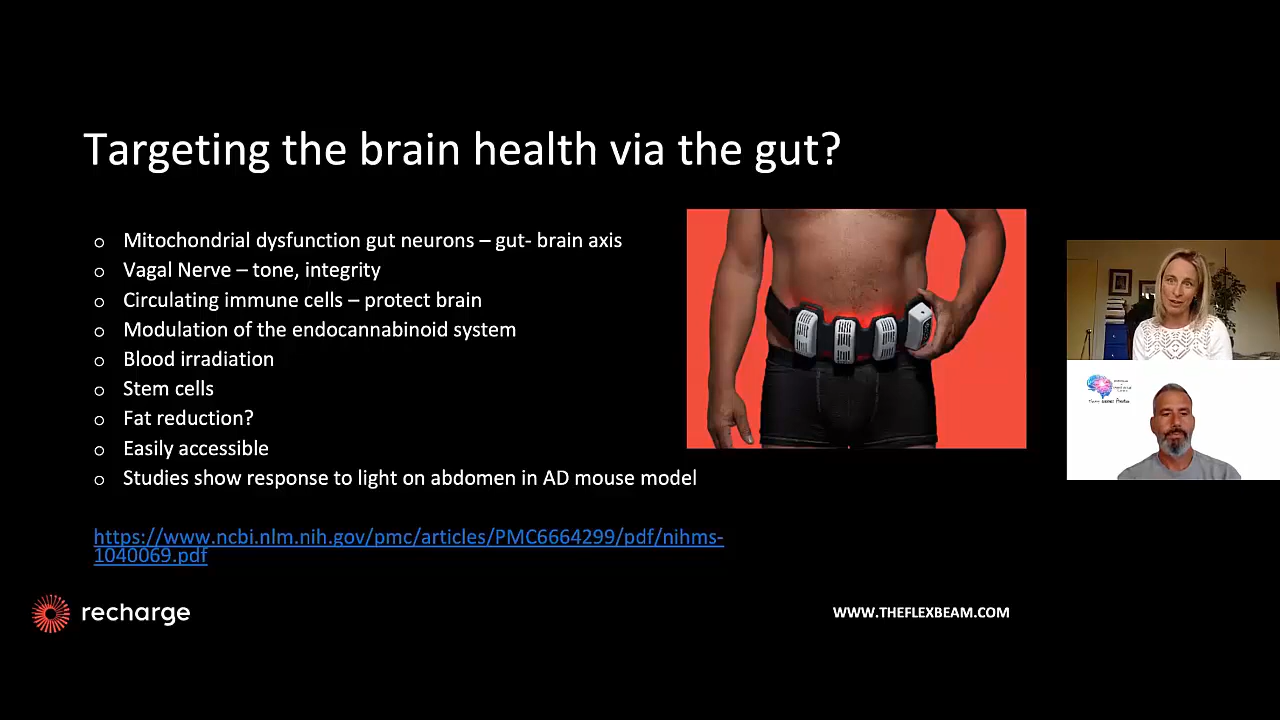 Targeting the brain health via the gut?
o Mitochondrial dysfunction gut neurons – gut- brain axis
o Vagal Nerve – tone, integrity
o Circulating immune cells – protect brain
o Modulation of the endocannabinoid system
o Blood irradiation
o Stem cells
o Fat reduction?
o Easily accessible
o Studies show response to light on abdomen in AD mouse model
https://www.ncbi.nlm.nih.gov/pmc/articles/PMC6664299/pdf/nihms-
1040069.pdf
recharge
WWW.THEFLEXBEAM.COM